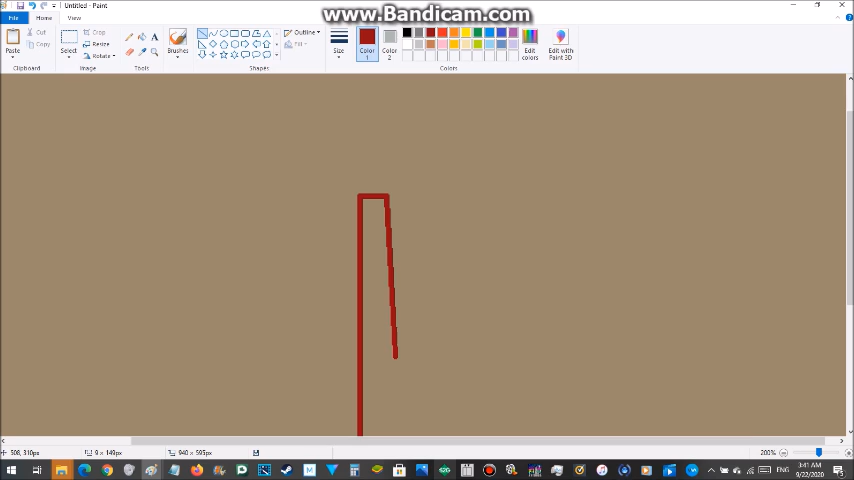 www.Bandicam.com
Untitled - Paint
File
Home
View
Paste
Cut
Copy
Clipboard
Select
Crop
Resize
Rotate
Image
A
Tools
Brushes
Outline
Fill
Shapes
Size
Color
1
Color
2
Edit
colors
Edit with
Paint 3D
Colors
508, 310px
9 × 149px
940 × 595px
200%
ENG
3:41 AM
9/22/2020